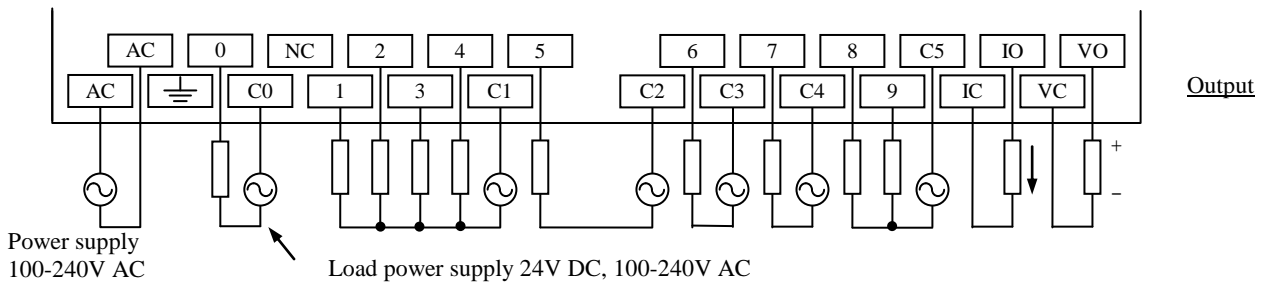 AC 0 NC 2 4 5 6 7 8 C5 IO VO
AC C0 1 3 C1 C2 C3 C4 9 IC VC
Output
+
−
Power supply
100-240V AC
Load power supply 24V DC, 100-240V AC